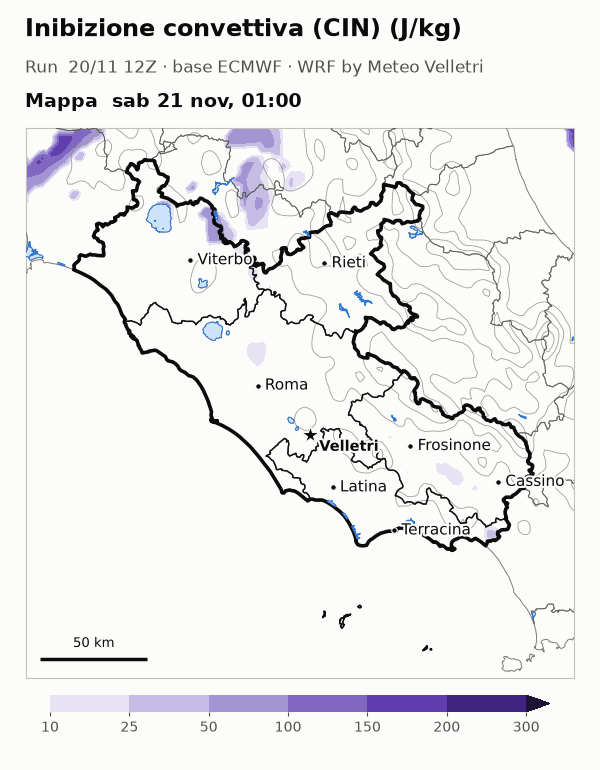 Inibizione convettiva (CIN) (J/kg)
Run  20/11 12Z · base ECMWF · WRF by Meteo Velletri
Mappa  sab 21 nov, 01:00
Viterbo
Rieti
Roma
Velletri
Frosinone
Cassino
Latina
Terracina
50 km
10 25 50 100 150 200 300